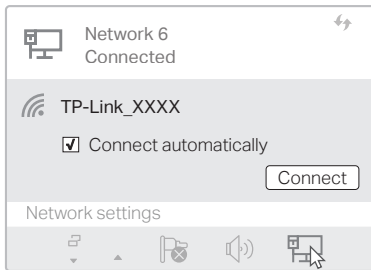 Network 6
Connected
TP-Link_XXXX
Connect automatically
Connect
Network settings